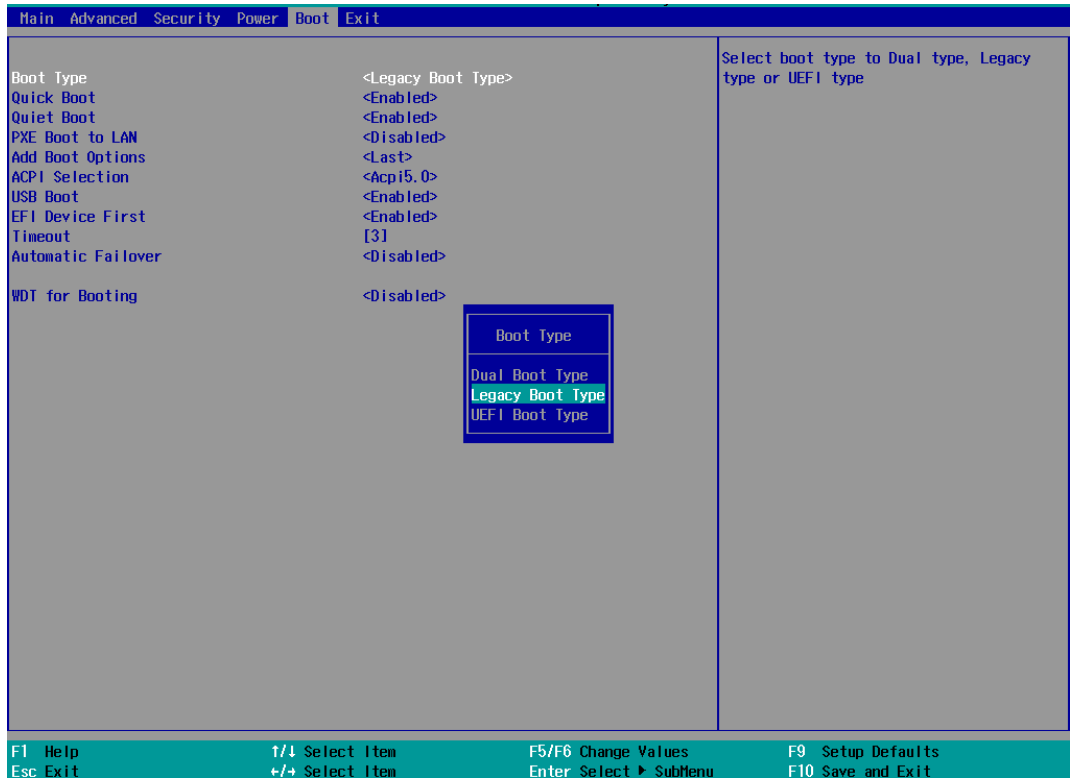 Main Advanced Security Power Boot Exit
Boot Type <Legacy Boot Type>
Quick Boot <Enabled>
Quiet Boot <Enabled>
PXE Boot to LAN <Disabled>
Add Boot Options <Last>
ACPI Selection <Acpi5.0>
USB Boot <Enabled>
EFI Device First <Enabled>
Timeout [3]
Automatic Failover <Disabled>
WDT for Booting <Disabled>
Boot Type
Dual Boot Type
Legacy Boot Type
UEFI Boot Type
Select boot type to Dual type, Legacy
type or UEFI type
F1 Help ↑/↓ Select Item F5/F6 Change Values F9 Setup Defaults
Esc Exit ←/→ Select Item Enter Select ▶ SubMenu F10 Save and Exit